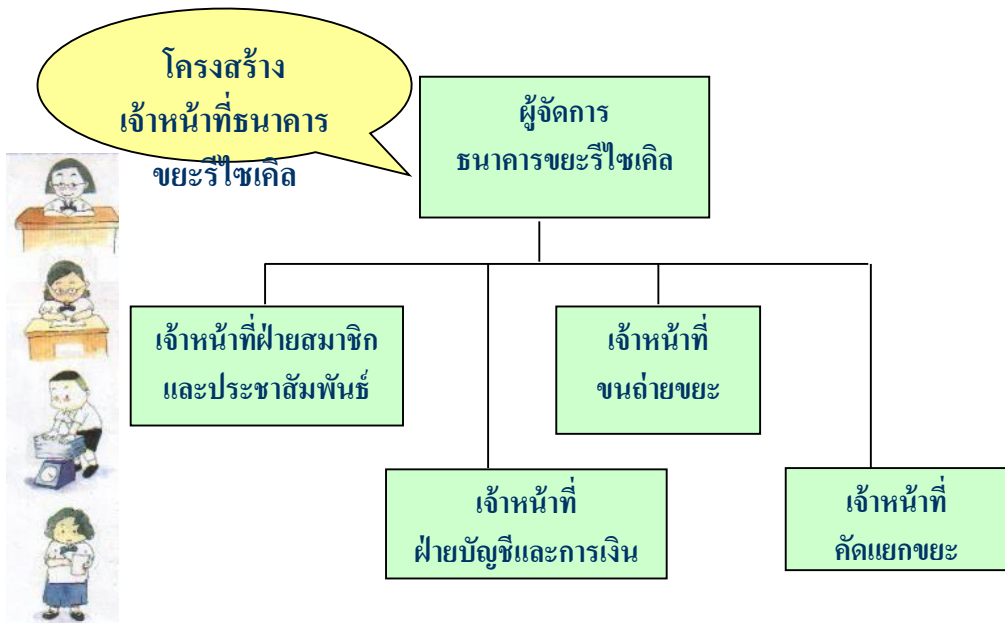 โครงสร้าง
เจ้าหน้าที่ธนาคาร
ขยะรีไซเคิล
ผู้จัดการ
ธนาคารขยะรีไซเคิล
เจ้าหน้าที่ฝ่ายสมาชิก
และประชาสัมพันธ์
เจ้าหน้าที่
ขนถ่ายขยะ
เจ้าหน้าที่
ฝ่ายบัญชีและการเงิน
เจ้าหน้าที่
คัดแยกขยะ